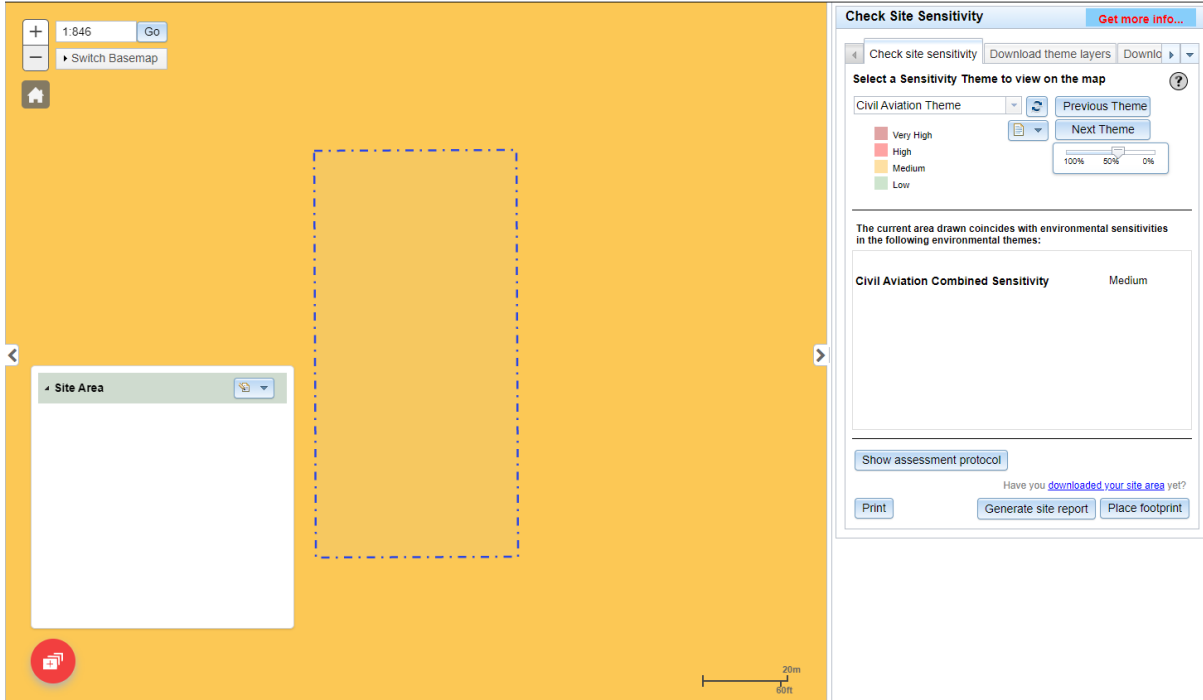 +
1:846 Go
−
Switch Basemap
Site Area
20m
60ft
Check Site Sensitivity
Get more info...
Check site sensitivity
Download theme layers
Downlo
Select a Sensitivity Theme to view on the map
?
Civil Aviation Theme
Previous Theme
Next Theme
Very High
High
Medium
Low
100% 50% 0%
The current area drawn coincides with environmental sensitivities
in the following environmental themes:
Civil Aviation Combined Sensitivity Medium
Show assessment protocol
Have you downloaded your site area yet?
Print
Generate site report
Place footprint